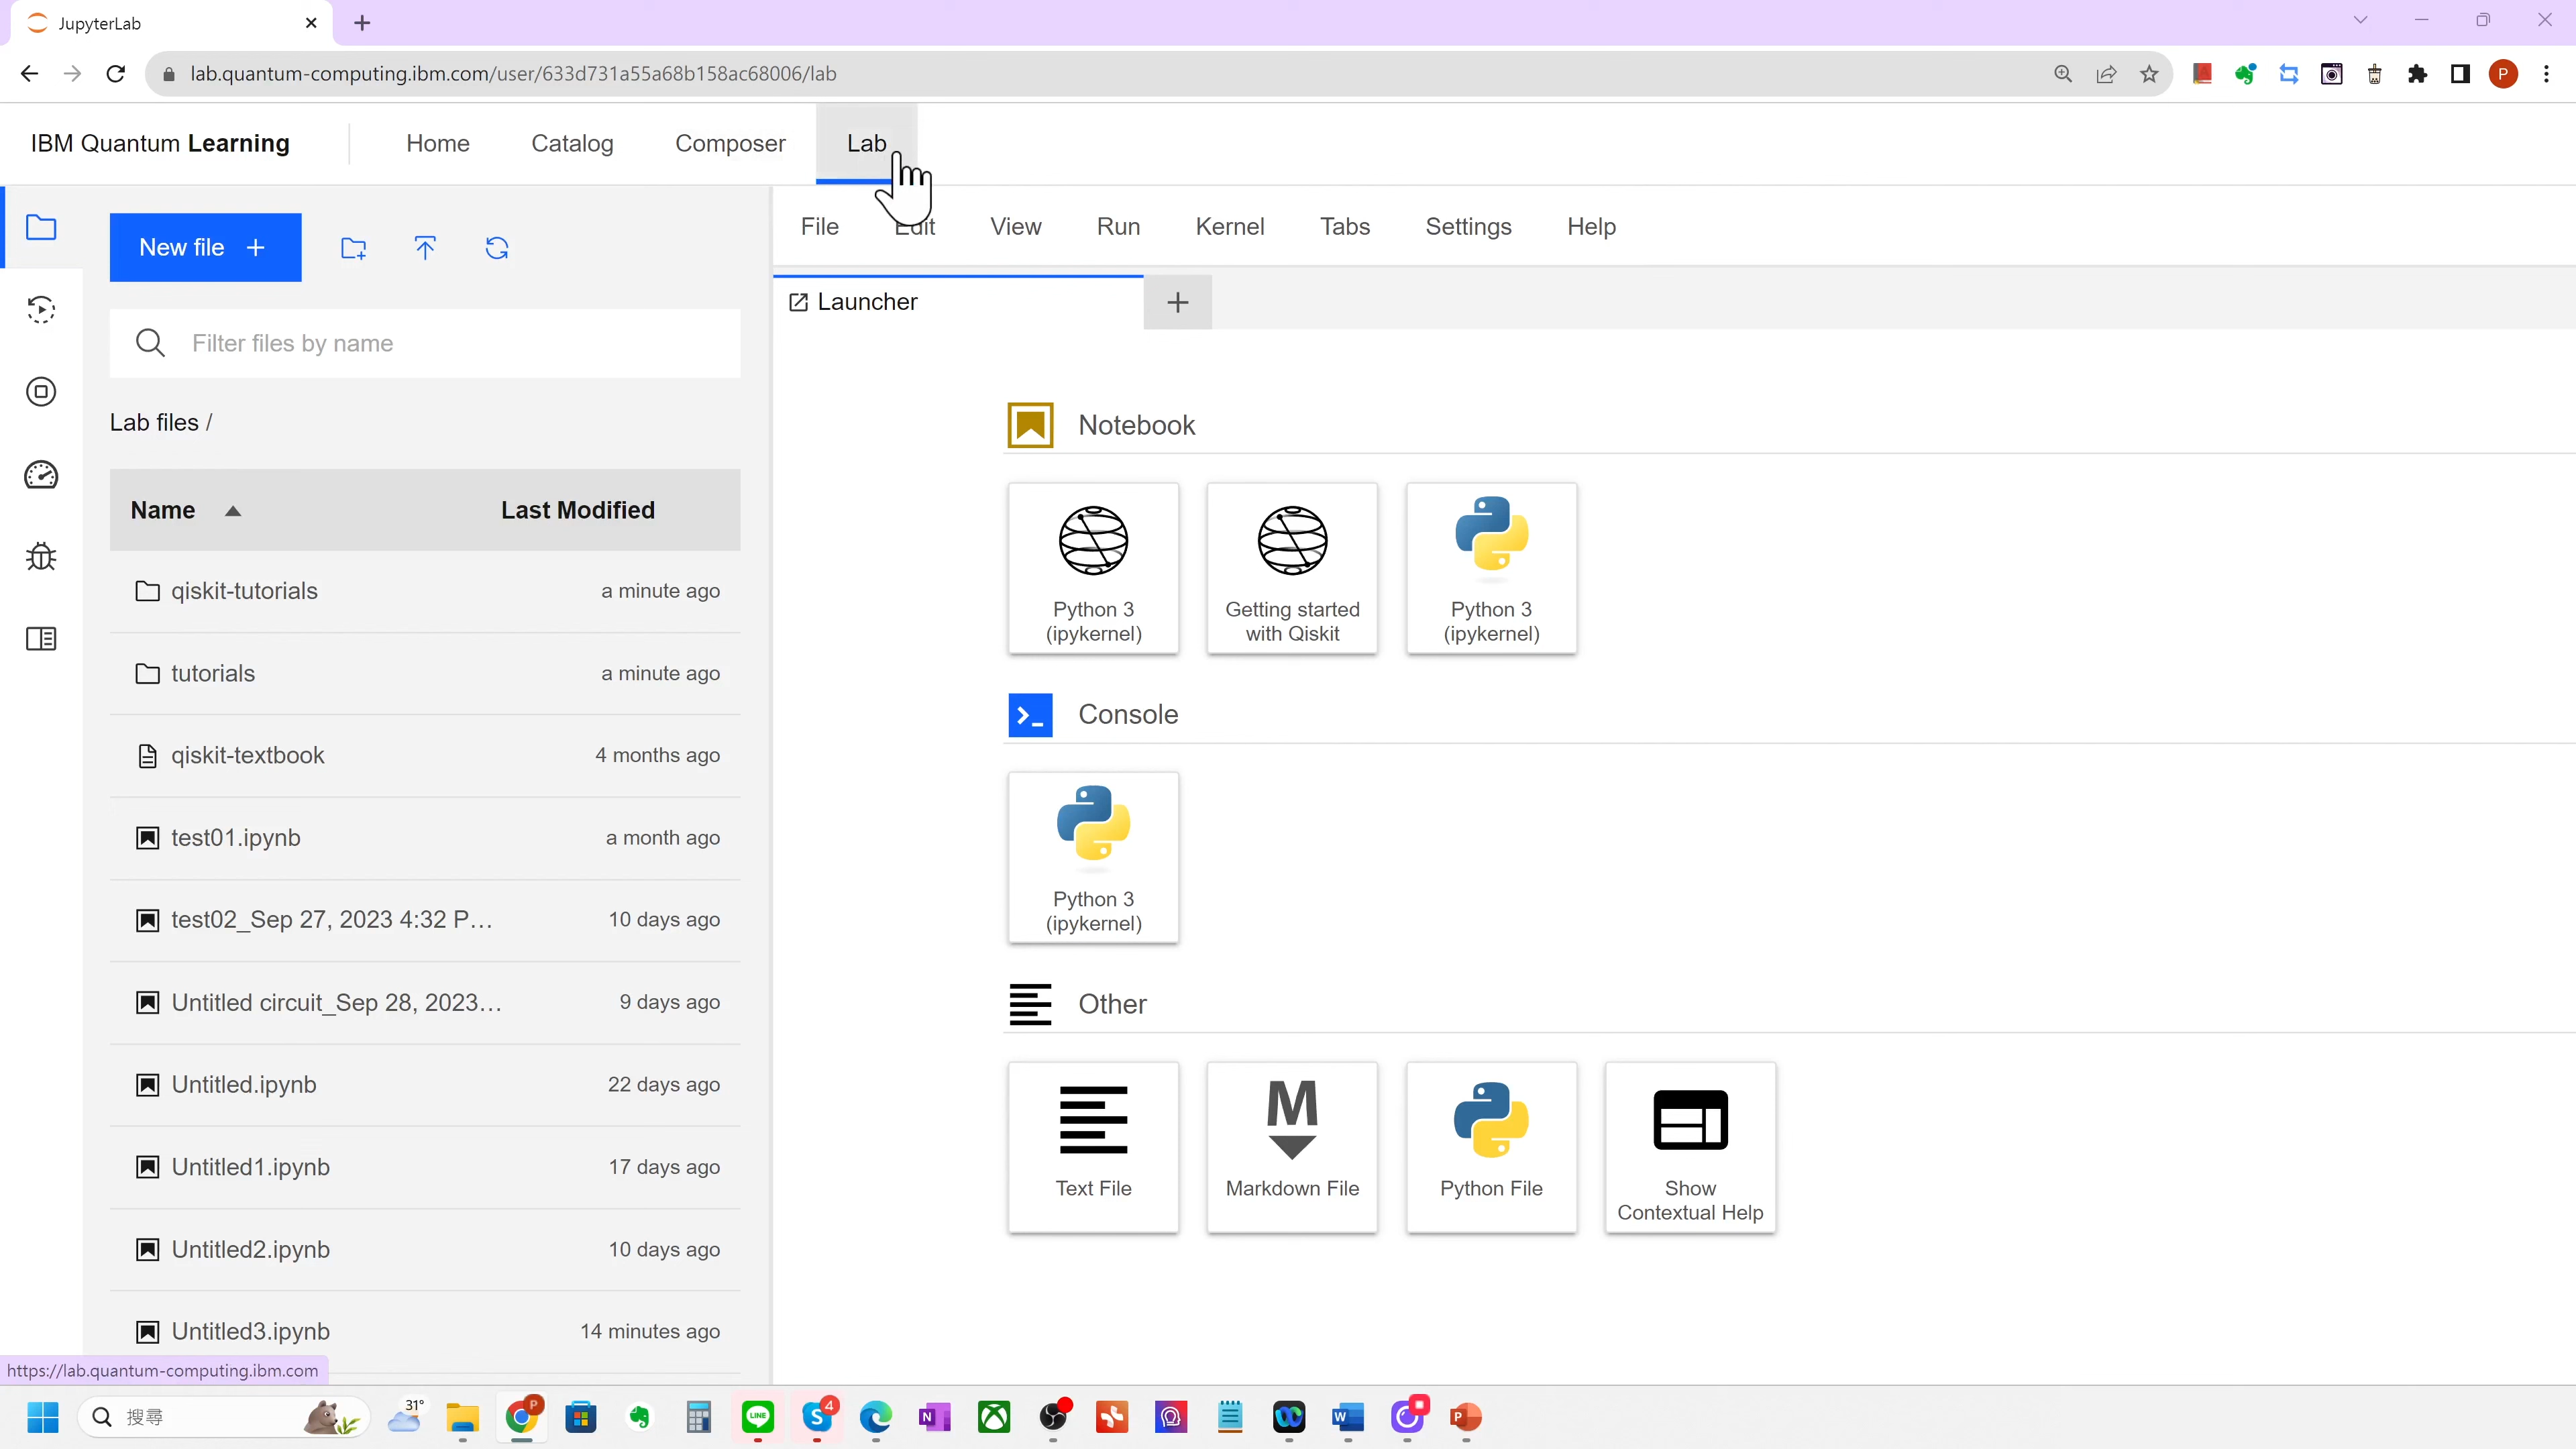 JupyterLab
lab.quantum-computing.ibm.com/user/633d731a55a68b158ac68006/lab
P
IBM Quantum Learning
Home
Catalog
Composer
Lab
New file
Filter files by name
Lab files /
Name
Last Modified
qiskit-tutorials
a minute ago
tutorials
a minute ago
qiskit-textbook
4 months ago
test01.ipynb
a month ago
test02_Sep 27, 2023 4:32 P...
10 days ago
Untitled circuit_Sep 28, 2023...
9 days ago
Untitled.ipynb
22 days ago
Untitled1.ipynb
17 days ago
Untitled2.ipynb
10 days ago
Untitled3.ipynb
14 minutes ago
File
Edit
View
Run
Kernel
Tabs
Settings
Help
Launcher
Notebook
Python 3
(ipykernel)
Getting started
with Qiskit
Python 3
(ipykernel)
Console
Python 3
(ipykernel)
Other
Text File
M
Markdown File
Python File
Show
Contextual Help
https://lab.quantum-computing.ibm.com
搜尋
31°
P
LINE
S
4
N
W
P